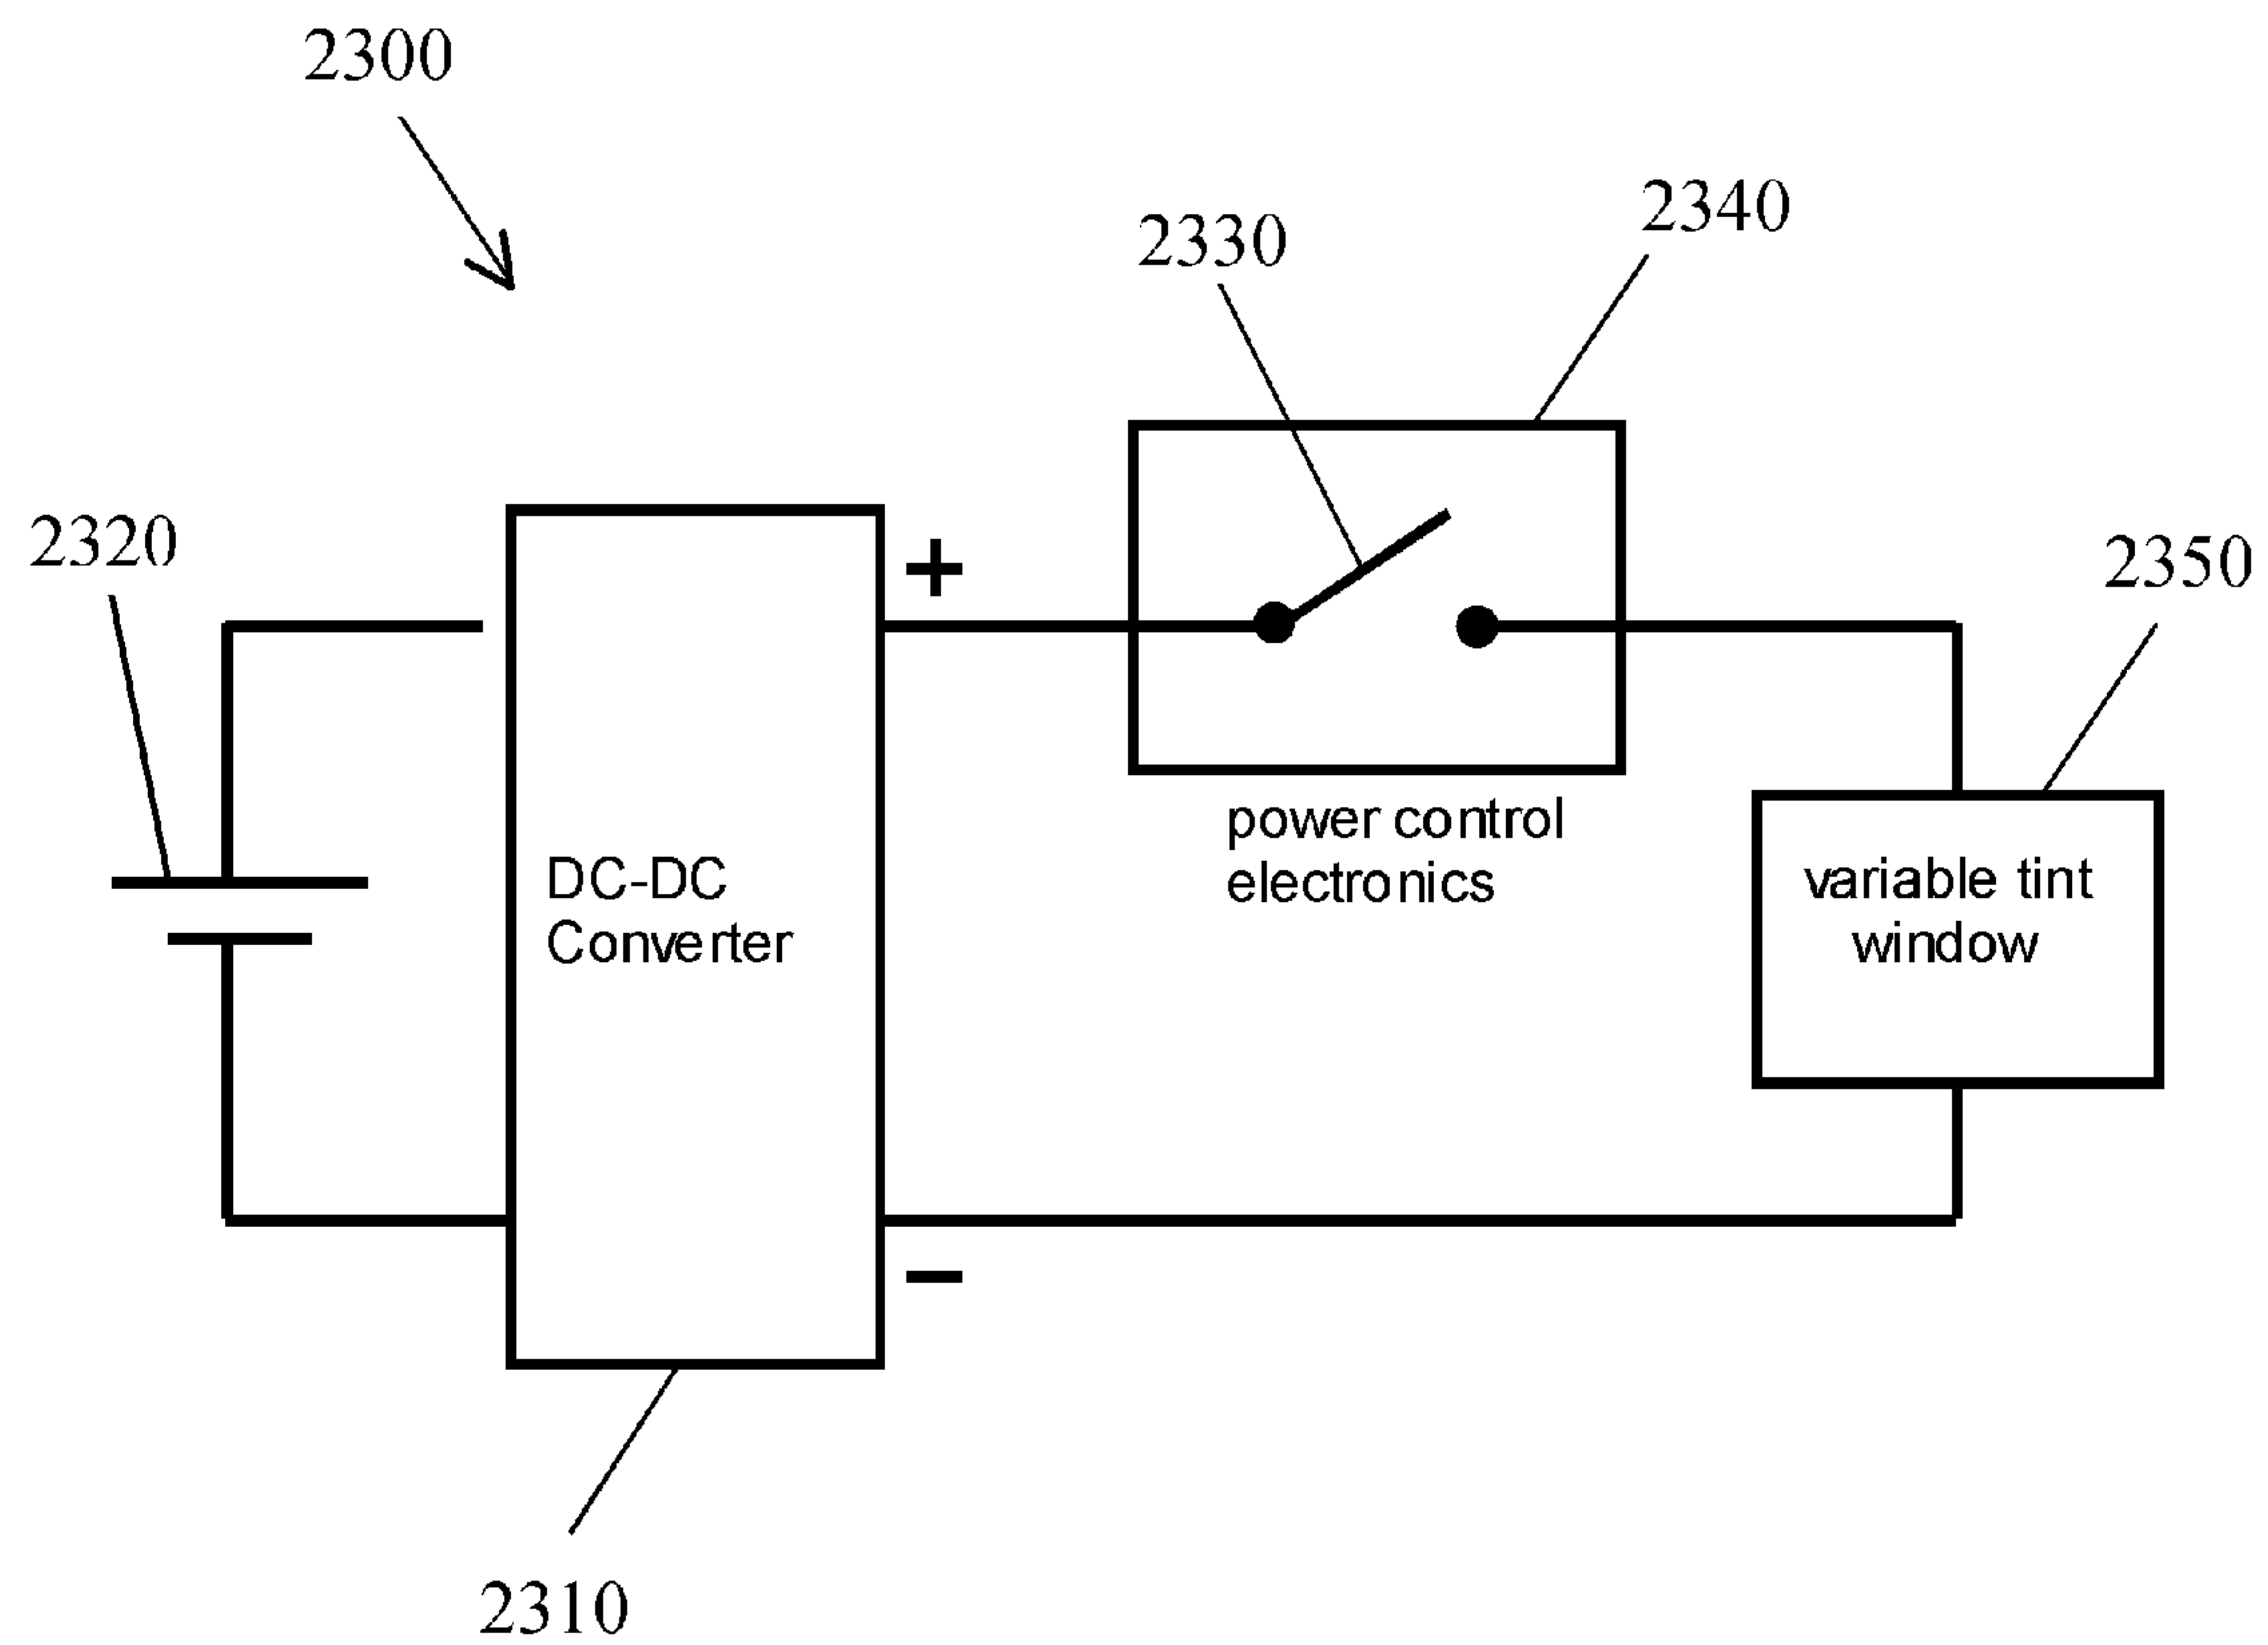 2300
2340
2330
2320
2350
+
power control
electronics
DC-DC
Converter
variable tint
window
−
2310